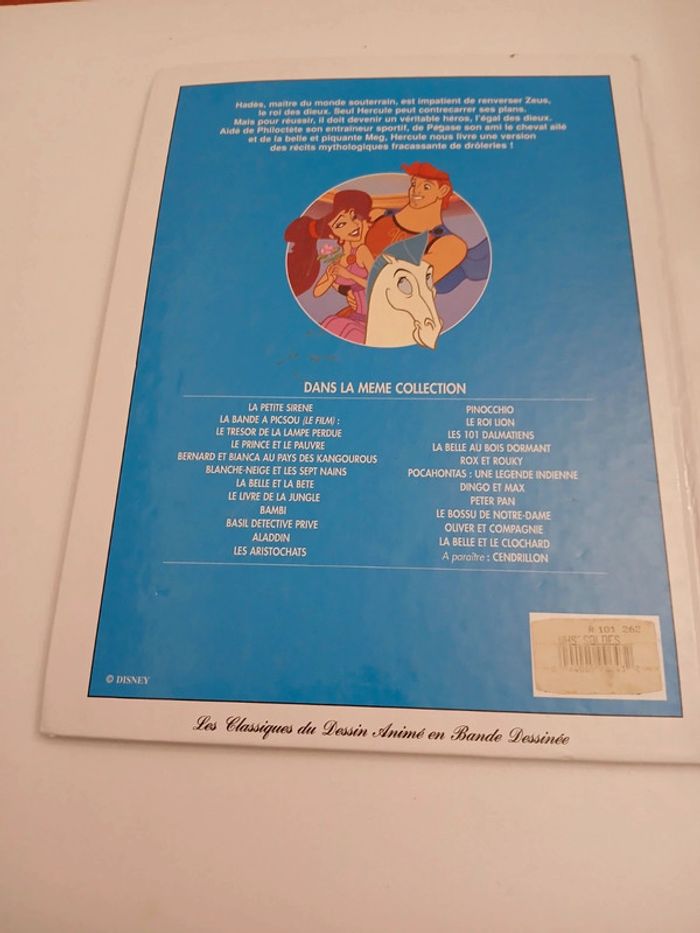 Hadès, maître du monde souterrain, est impatient de renverser Zeus,
le roi des dieux. Seul Hercule peut contrecarrer ses plans.
Mais pour réussir, il doit devenir un véritable héros, l'égal des dieux.
Aidé de Philoctète son entraîneur sportif, de Pégase son ami le cheval ailé
et de la belle et piquante Meg, Hercule nous livre une version
des récits mythologiques fracassante de drôleries !
DANS LA MEME COLLECTION
LA PETITE SIRENE
LA BANDE A PICSOU (LE FILM) :
LE TRESOR DE LA LAMPE PERDUE
LE PRINCE ET LE PAUVRE
BERNARD ET BIANCA AU PAYS DES KANGOUROUS
BLANCHE-NEIGE ET LES SEPT NAINS
LA BELLE ET LA BETE
LE LIVRE DE LA JUNGLE
BAMBI
BASIL DETECTIVE PRIVE
ALADDIN
LES ARISTOCHATS
PINOCCHIO
LE ROI LION
LES 101 DALMATIENS
LA BELLE AU BOIS DORMANT
ROX ET ROUKY
POCAHONTAS : UNE LEGENDE INDIENNE
DINGO ET MAX
PETER PAN
LE BOSSU DE NOTRE-DAME
OLIVER ET COMPAGNIE
LA BELLE ET LE CLOCHARD
A paraître : CENDRILLON
A 101 262
SOLDES
© DISNEY
Les Classiques du Dessin Animé en Bande Dessinée